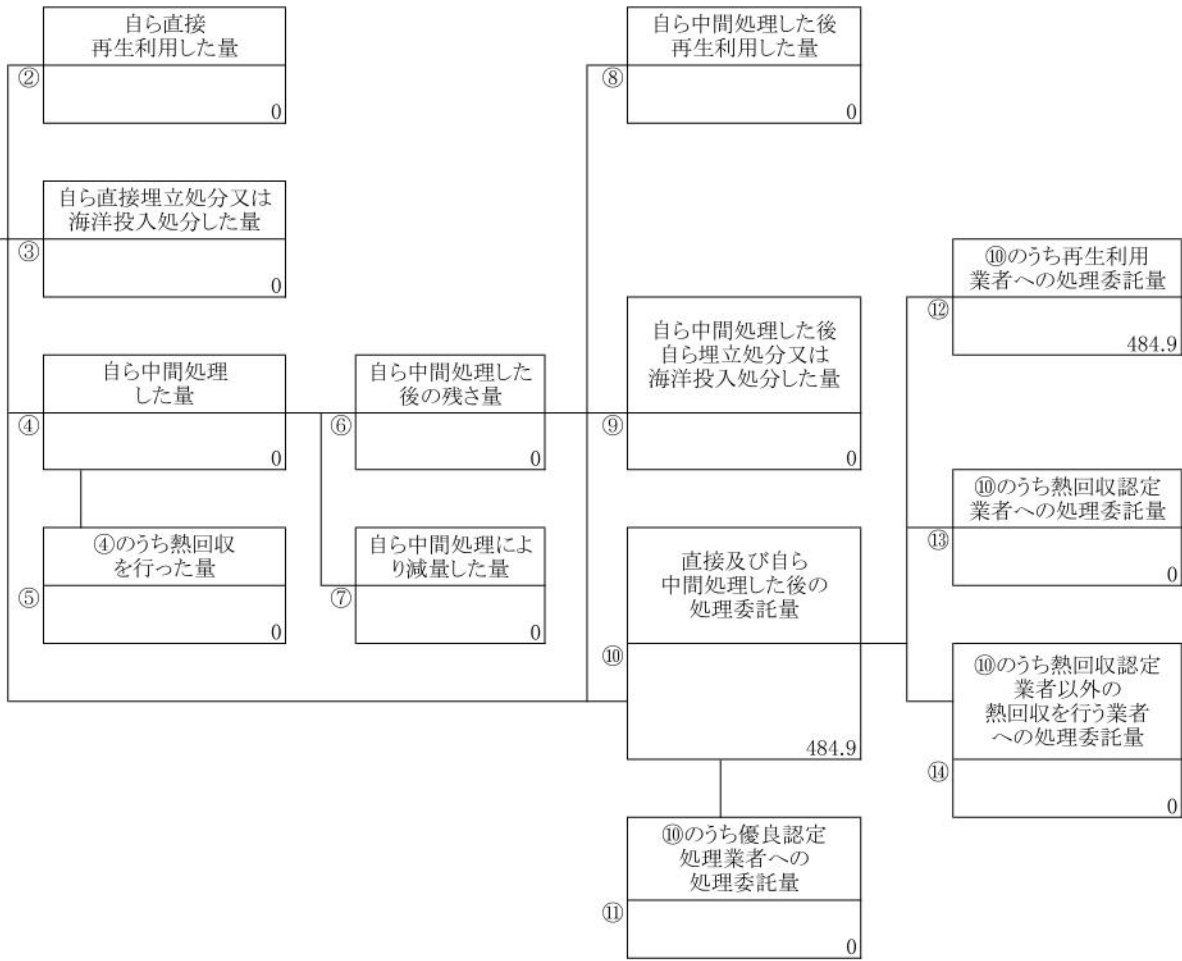 自ら直接
再生利用した量
②
0
自ら直接埋立処分又は
海洋投入処分した量
③
0
自ら中間処理
した量
④
0
④のうち熱回収
を行った量
⑤
0
自ら中間処理した
後の残さ量
⑥
0
自ら中間処理によ
り減量した量
⑦
0
自ら中間処理した後
再生利用した量
⑧
0
自ら中間処理した後
自ら埋立処分又は
海洋投入処分した量
⑨
0
直接及び自ら
中間処理した後の
処理委託量
⑩
484.9
⑩のうち優良認定
処理業者への
処理委託量
⑪
0
⑩のうち再生利用
業者への処理委託量
⑫
484.9
⑩のうち熱回収認定
業者への処理委託量
⑬
0
⑩のうち熱回収認定
業者以外の
熱回収を行う業者
への処理委託量
⑭
0